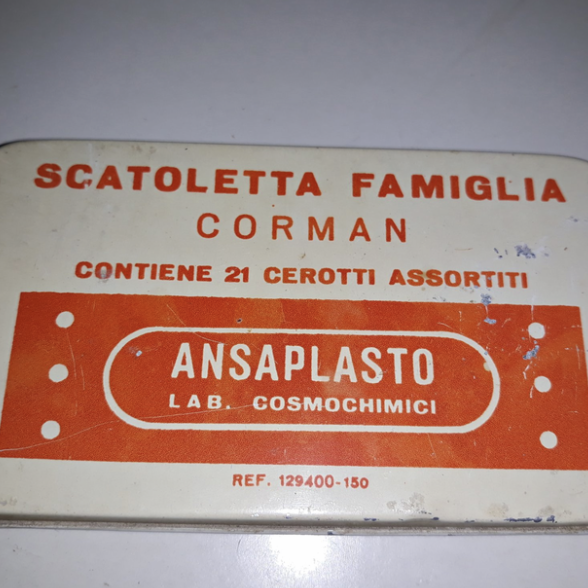 SCATOLETTA FAMIGLIA
CORMAN
CONTIENE 21 CEROTTI ASSORTITI
ANSAPLASTO
LAB. COSMOCHIMICI
REF. 129400-150